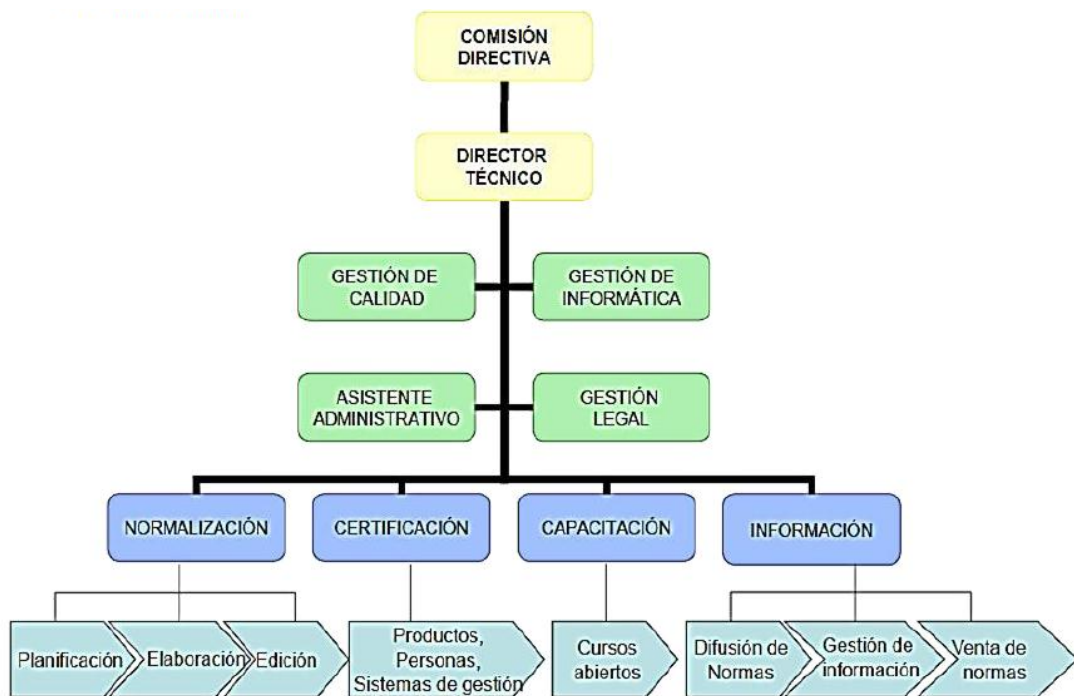 COMISIÓN
DIRECTIVA
DIRECTOR
TÉCNICO
GESTIÓN DE
CALIDAD
GESTIÓN DE
INFORMÁTICA
ASISTENTE
ADMINISTRATIVO
GESTIÓN
LEGAL
NORMALIZACIÓN
CERTIFICACIÓN
CAPACITACIÓN
INFORMACIÓN
Planificación
Elaboración
Edición
Productos,
Personas,
Sistemas de gestión
Cursos
abiertos
Difusión de
Normas
Gestión de
información
Venta de
normas